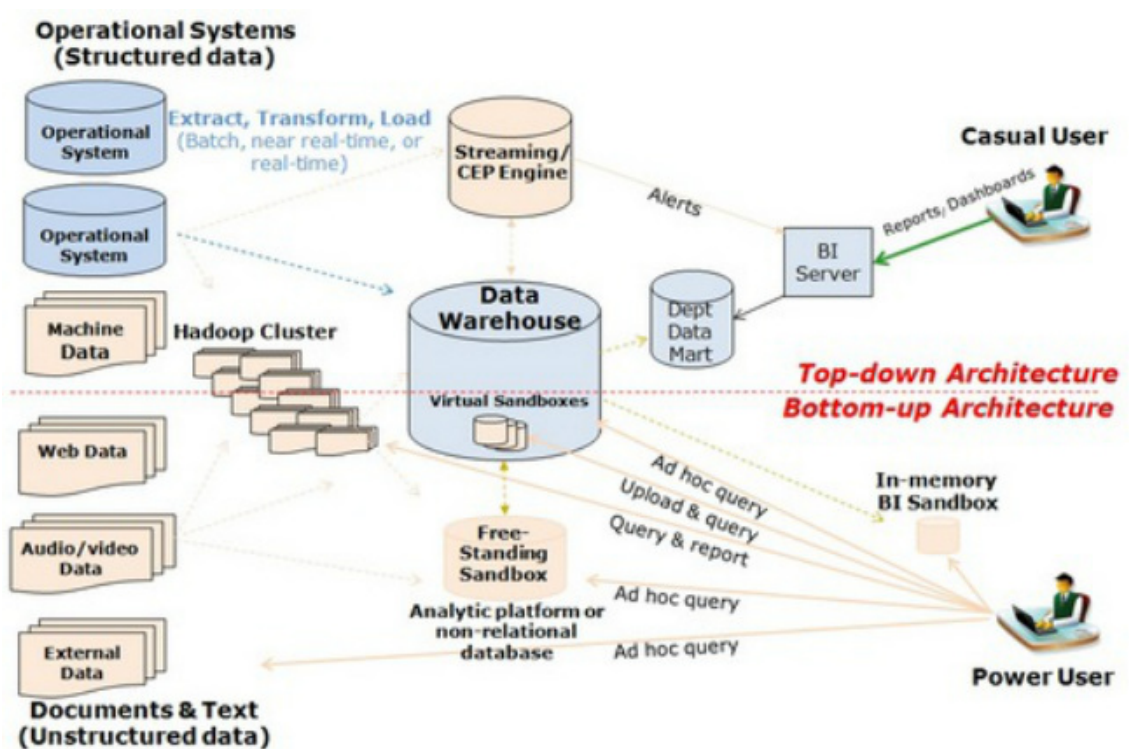 Operational Systems
(Structured data)
Operational
System
Extract, Transform, Load
(Batch, near real-time, or
real-time)
Streaming/
CEP Engine
Casual User
Alerts
Reports, Dashboards
Operational
System
BI
Server
Data
Warehouse
Dept
Data
Mart
Machine
Data
Hadoop Cluster
Top-down Architecture
Bottom-up Architecture
Virtual Sandboxes
Web Data
Ad hoc query
Upload & query
Query & report
In-memory
BI Sandbox
Audio/video
Data
Free-
Standing
Sandbox
Ad hoc query
Analytic platform or
non-relational
database
Ad hoc query
External
Data
Power User
Documents & Text
(Unstructured data)